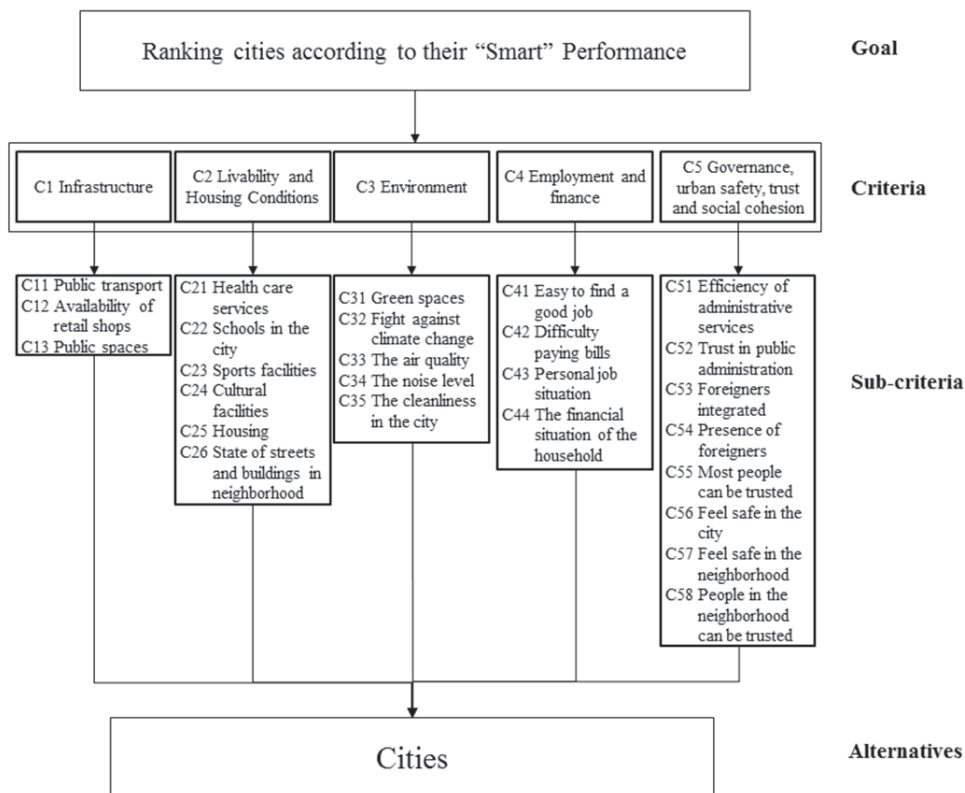 Ranking cities according to their “Smart” Performance
Goal
C1 Infrastructure
C2 Livability and
Housing Conditions
C3 Environment
C4 Employment and
finance
C5 Governance,
urban safety, trust
and social cohesion
Criteria
C11 Public transport
C12 Availability of
retail shops
C13 Public spaces
C21 Health care
services
C22 Schools in the
city
C23 Sports facilities
C24 Cultural
facilities
C25 Housing
C26 State of streets
and buildings in
neighborhood
C31 Green spaces
C32 Fight against
climate change
C33 The air quality
C34 The noise level
C35 The cleanliness
in the city
C41 Easy to find a
good job
C42 Difficulty
paying bills
C43 Personal job
situation
C44 The financial
situation of the
household
C51 Efficiency of
administrative
services
C52 Trust in public
administration
C53 Foreigners
integrated
C54 Presence of
foreigners
C55 Most people
can be trusted
C56 Feel safe in the
city
C57 Feel safe in the
neighborhood
C58 People in the
neighborhood
can be trusted
Sub-criteria
Cities
Alternatives